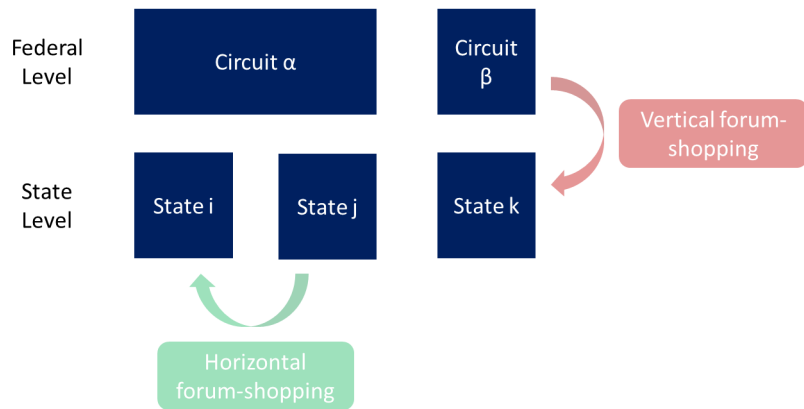 Federal
Level
Circuit α
Circuit
β
Vertical forum-
shopping
State
Level
State i
State j
State k
Horizontal
forum-shopping